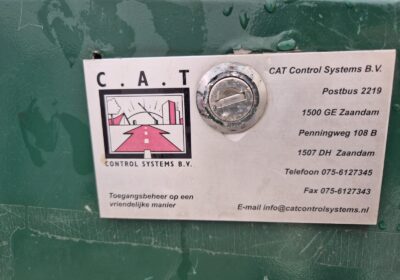 C.A.T
CONTROL SYSTEMS B.V.
Toegangsbeheer op een
vriendelijke manier
CAT Control Systems B.V.
Postbus 2219
1500 GE Zaandam
Penningweg 108 B
1507 DH Zaandam
Telefoon 075-6127345
Fax 075-6127343
E-mail info@catcontrolsystems.nl